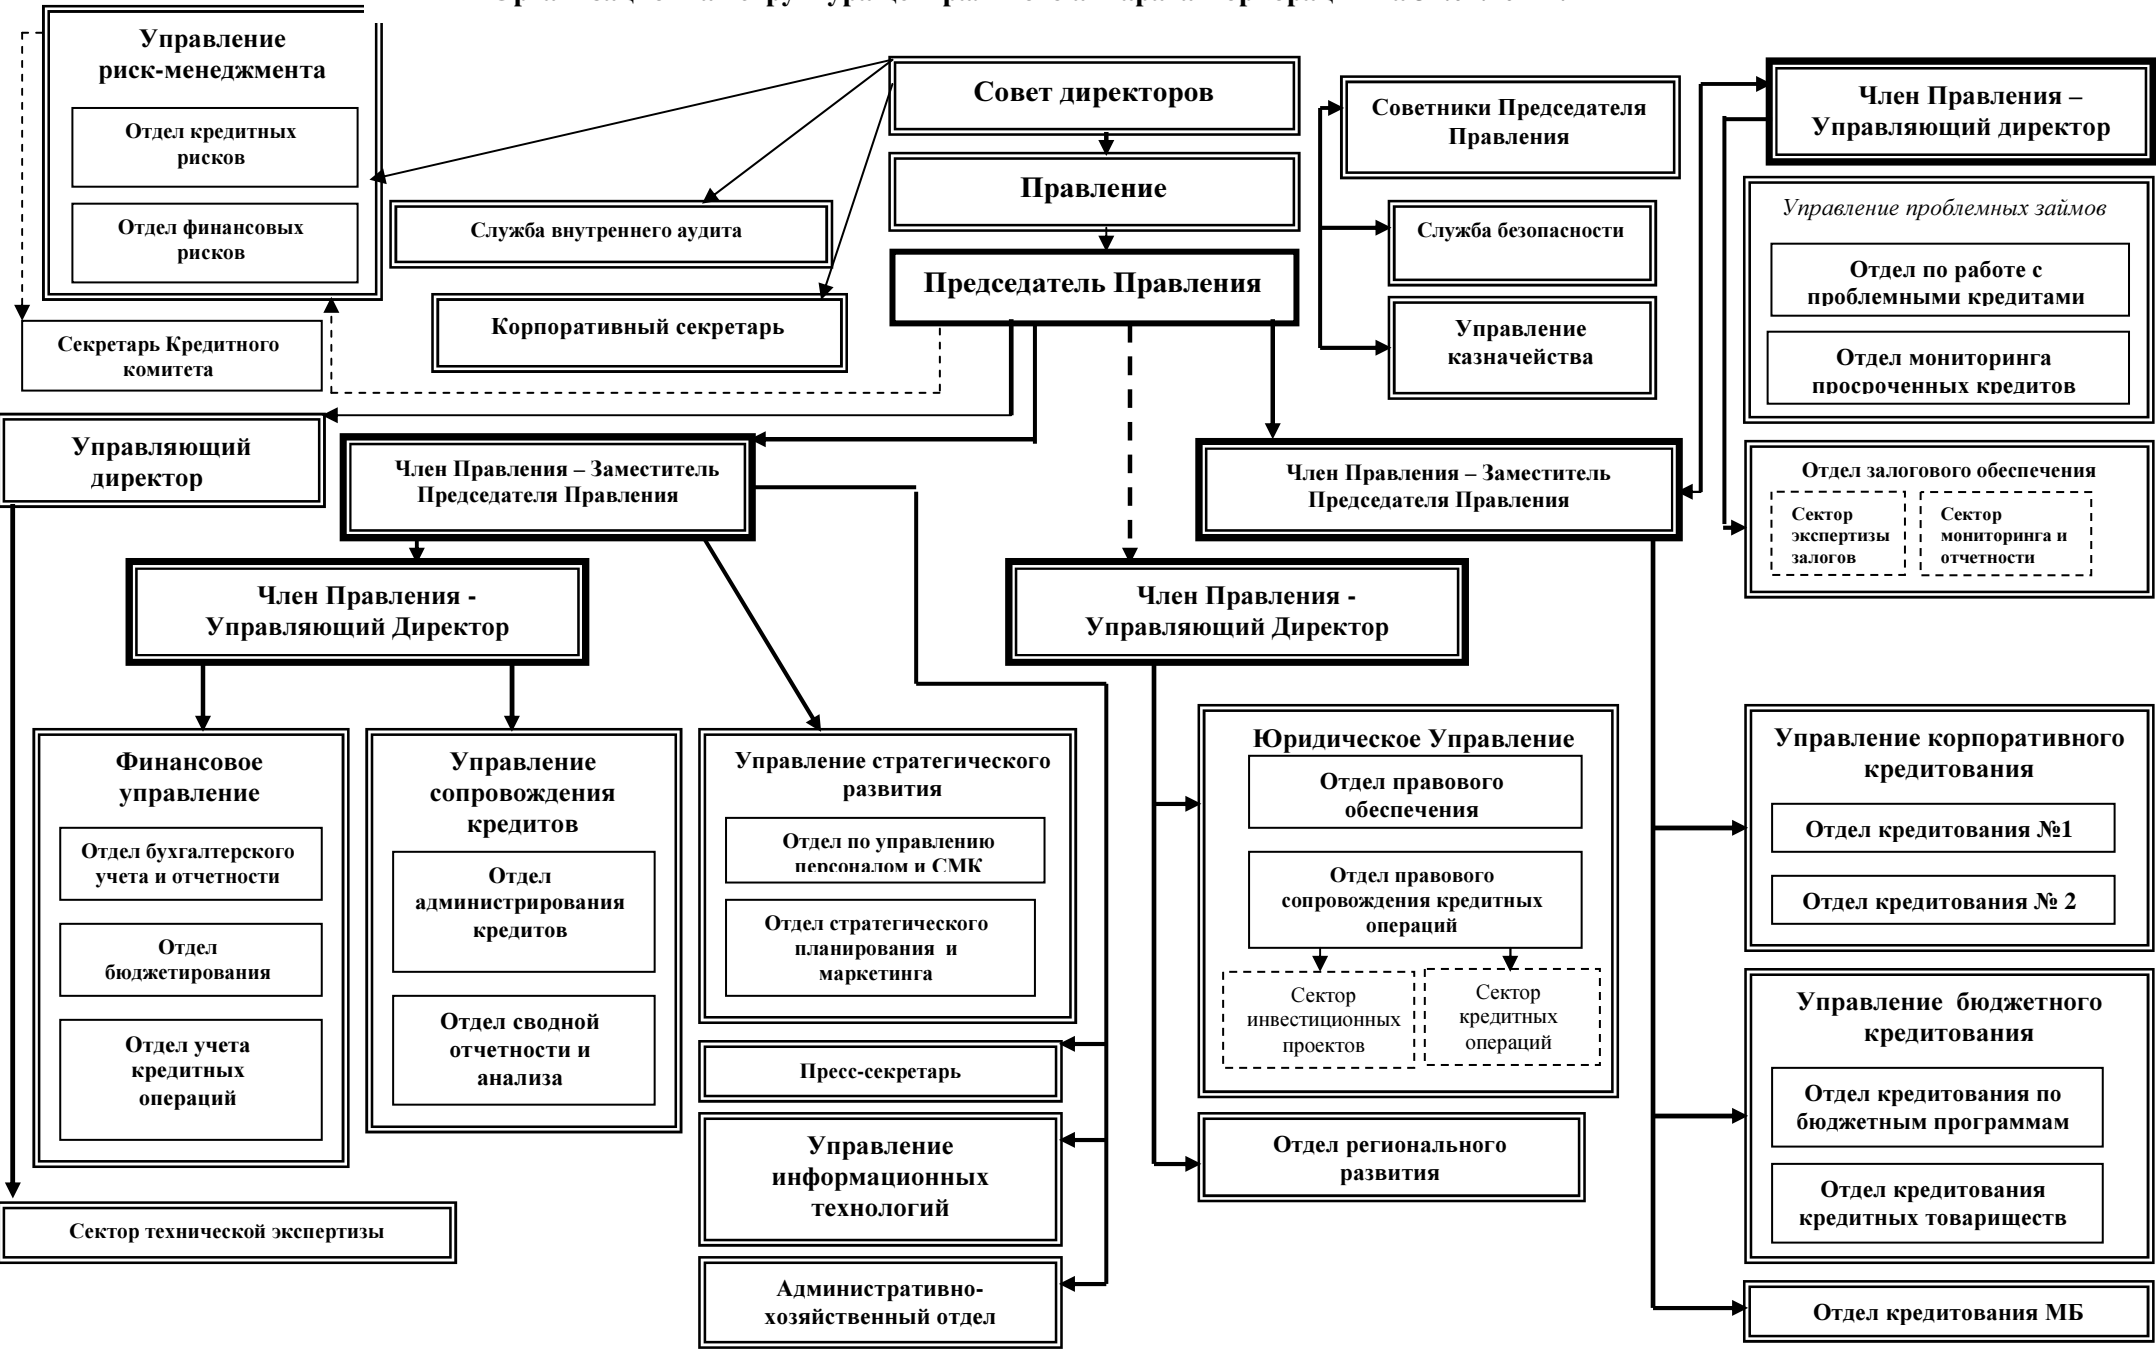 Управление
риск-менеджмента
Отдел кредитных
рисков
Отдел финансовых
рисков
Секретарь Кредитного
комитета
Совет директоров
Правление
Председатель Правления
Служба внутреннего аудита
Корпоративный секретарь
Советники Председателя
Правления
Служба безопасности
Управление
казначейства
Член Правления –
Управляющий директор
Управление проблемных займов
Отдел по работе с
проблемными кредитами
Отдел мониторинга
просроченных кредитов
Отдел залогового обеспечения
Сектор
экспертизы
залогов
Сектор
мониторинга и
отчетности
Управляющий
директор
Член Правления – Заместитель
Председателя Правления
Член Правления – Заместитель
Председателя Правления
Член Правления -
Управляющий Директор
Член Правления -
Управляющий Директор
Финансовое
управление
Отдел бухгалтерского
учета и отчетности
Отдел
бюджетирования
Отдел учета
кредитных
операций
Управление
сопровождения
кредитов
Отдел
администрирования
кредитов
Отдел сводной
отчетности и
анализа
Управление стратегического
развития
Отдел по управлению
персоналом и СМК
Отдел стратегического
планирования и
маркетинга
Пресс-секретарь
Управление
информационных
технологий
Административно-
хозяйственный отдел
Юридическое Управление
Отдел правового
обеспечения
Отдел правового
сопровождения кредитных
операций
Сектор
инвестиционных
проектов
Сектор
кредитных
операций
Отдел регионального
развития
Управление корпоративного
кредитования
Отдел кредитования №1
Отдел кредитования № 2
Управление бюджетного
кредитования
Отдел кредитования по
бюджетным программам
Отдел кредитования
кредитных товариществ
Отдел кредитования МБ
Сектор технической экспертизы